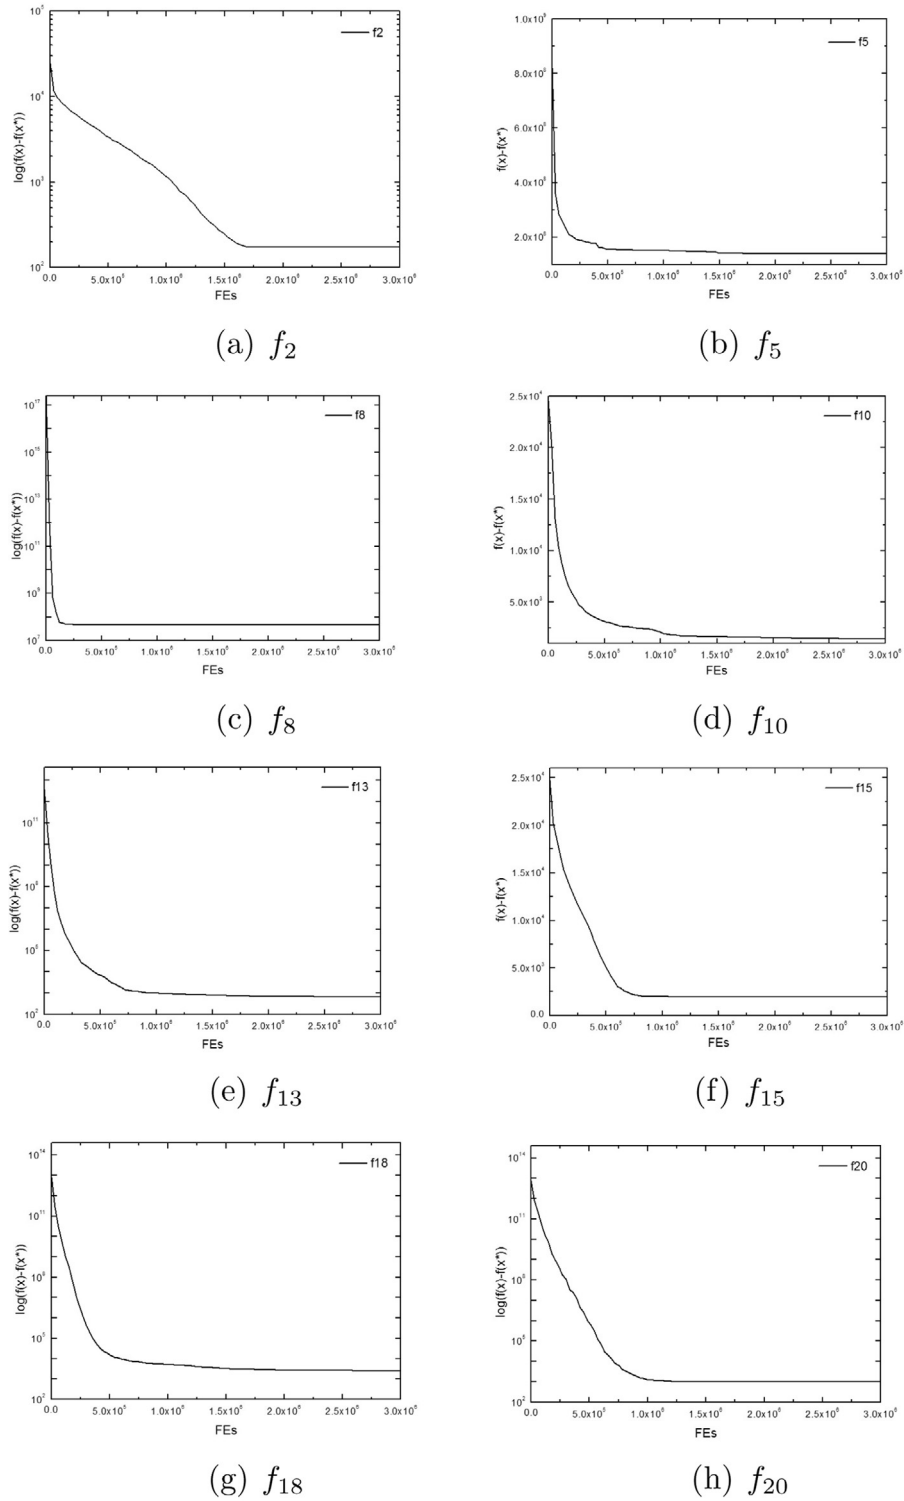 10⁵
10⁴
10³
10²
log(f(x)-f(x*))
f2
0.0 5.0x10⁵ 1.0x10⁶ 1.5x10⁶ 2.0x10⁶ 2.5x10⁶ 3.0x10⁶
FEs
(a) f₂
1.0x10⁹
8.0x10⁸
6.0x10⁸
4.0x10⁸
2.0x10⁸
f(x)-f(x*)
f5
0.0 5.0x10⁵ 1.0x10⁶ 1.5x10⁶ 2.0x10⁶ 2.5x10⁶ 3.0x10⁶
FEs
(b) f₅
10¹⁷
10¹⁵
10¹³
10¹¹
10⁹
10⁷
log(f(x)-f(x*))
f8
0.0 5.0x10⁵ 1.0x10⁶ 1.5x10⁶ 2.0x10⁶ 2.5x10⁶ 3.0x10⁶
FEs
(c) f₈
2.5x10⁴
2.0x10⁴
1.5x10⁴
1.0x10⁴
5.0x10³
f(x)-f(x*)
f10
0.0 5.0x10⁵ 1.0x10⁶ 1.5x10⁶ 2.0x10⁶ 2.5x10⁶ 3.0x10⁶
FEs
(d) f₁₀
10¹¹
10⁸
10⁵
10²
log(f(x)-f(x*))
f13
0.0 5.0x10⁵ 1.0x10⁶ 1.5x10⁶ 2.0x10⁶ 2.5x10⁶ 3.0x10⁶
FEs
(e) f₁₃
2.5x10⁴
2.0x10⁴
1.5x10⁴
1.0x10⁴
5.0x10³
0.0
f(x)-f(x*)
f15
0.0 5.0x10⁵ 1.0x10⁶ 1.5x10⁶ 2.0x10⁶ 2.5x10⁶ 3.0x10⁶
FEs
(f) f₁₅
10¹⁴
10¹¹
10⁸
10⁵
10²
log(f(x)-f(x*))
f18
0.0 5.0x10⁵ 1.0x10⁶ 1.5x10⁶ 2.0x10⁶ 2.5x10⁶ 3.0x10⁶
FEs
(g) f₁₈
10¹⁴
10¹¹
10⁸
10⁵
10²
log(f(x)-f(x*))
f20
0.0 5.0x10⁵ 1.0x10⁶ 1.5x10⁶ 2.0x10⁶ 2.5x10⁶ 3.0x10⁶
FEs
(h) f₂₀